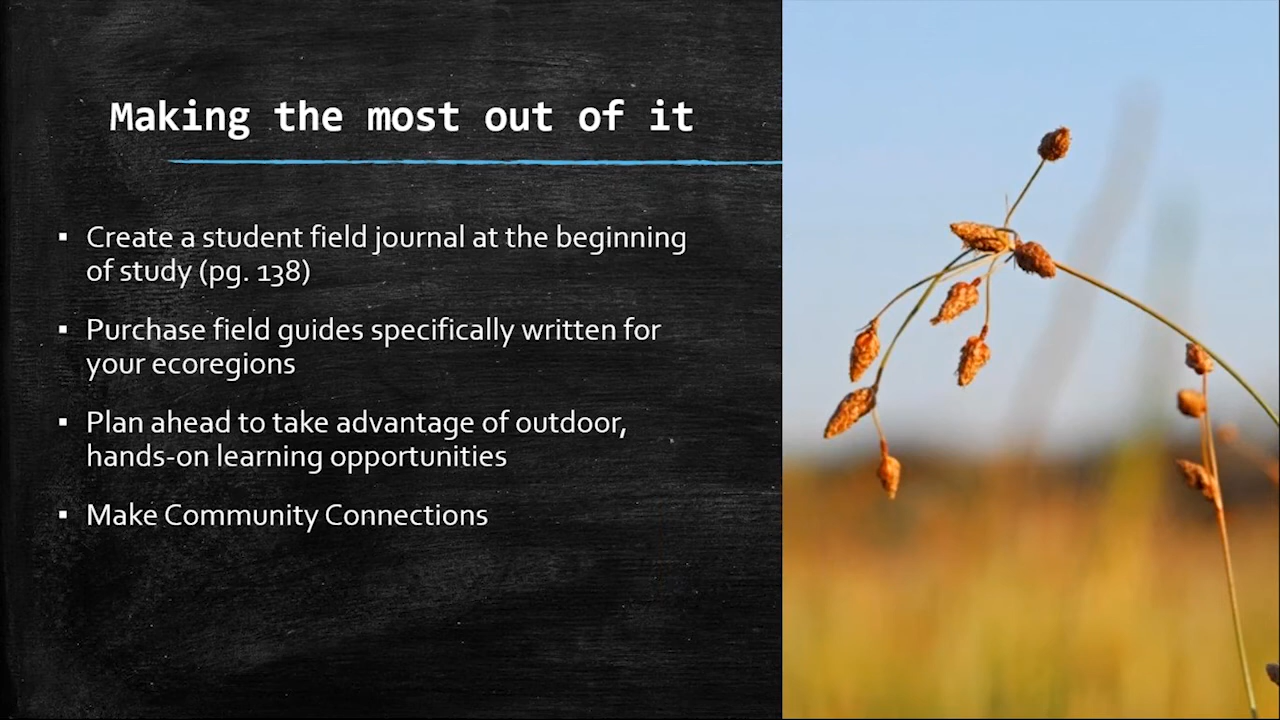 Making the most out of it
▪ Create a student field journal at the beginning
of study (pg. 138)
▪ Purchase field guides specifically written for
your ecoregions
▪ Plan ahead to take advantage of outdoor,
hands-on learning opportunities
▪ Make Community Connections